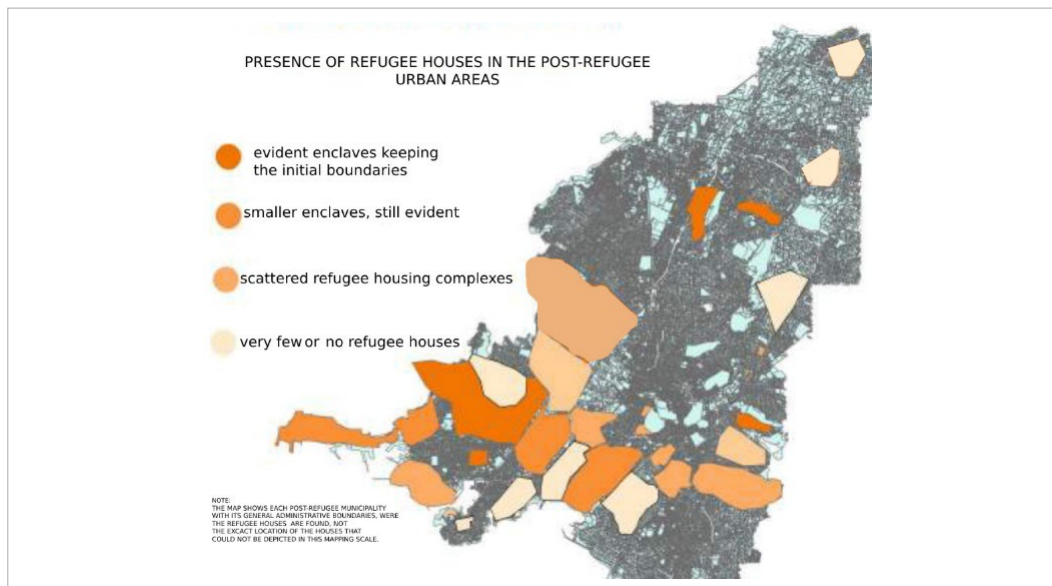 PRESENCE OF REFUGEE HOUSES IN THE POST-REFUGEE
URBAN AREAS
evident enclaves keeping
the initial boundaries
smaller enclaves, still evident
scattered refugee housing complexes
very few or no refugee houses
NOTE:
THE MAP SHOWS EACH POST-REFUGEE MUNICIPALITY
WITH ITS GENERAL ADMINISTRATIVE BOUNDARIES, WERE
THE REFUGEE HOUSES ARE FOUND, NOT
THE EXCACT LOCATION OF THE HOUSES THAT
COULD NOT BE DEPICTED IN THIS MAPPING SCALE.